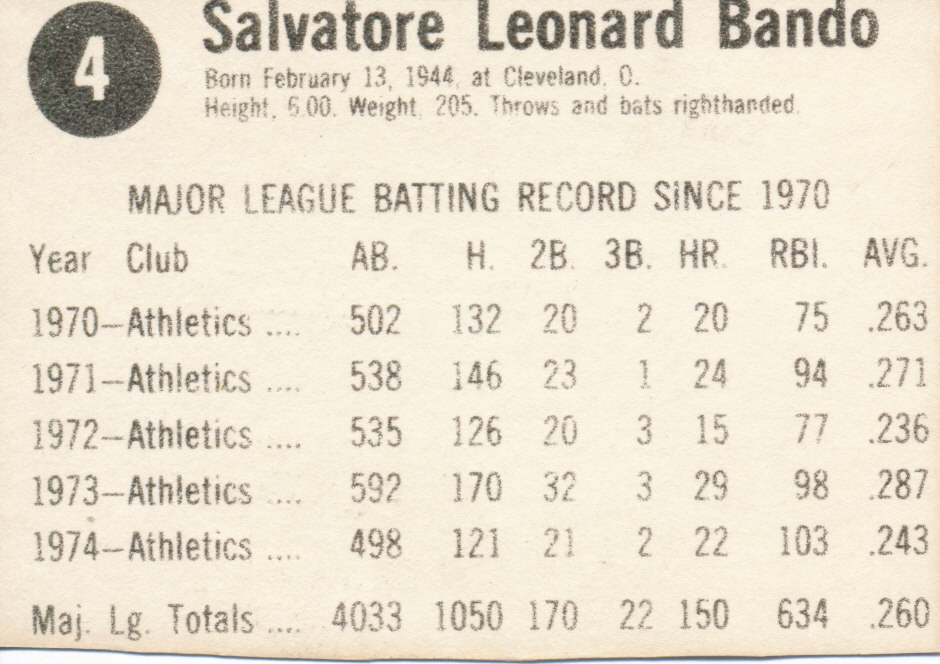 4
Salvatore Leonard Bando
Born February 13, 1944, at Cleveland, O.
Height, 6.00. Weight, 205. Throws and bats righthanded.
MAJOR LEAGUE BATTING RECORD SINCE 1970
Year Club AB. H. 2B. 3B. HR. RBI. AVG.
1970—Athletics .... 502 132 20 2 20 75 .263
1971—Athletics .... 538 146 23 1 24 94 .271
1972—Athletics .... 535 126 20 3 15 77 .236
1973—Athletics .... 592 170 32 3 29 98 .287
1974—Athletics .... 498 121 21 2 22 103 .243
Maj. Lg. Totals .... 4033 1050 170 22 150 634 .260